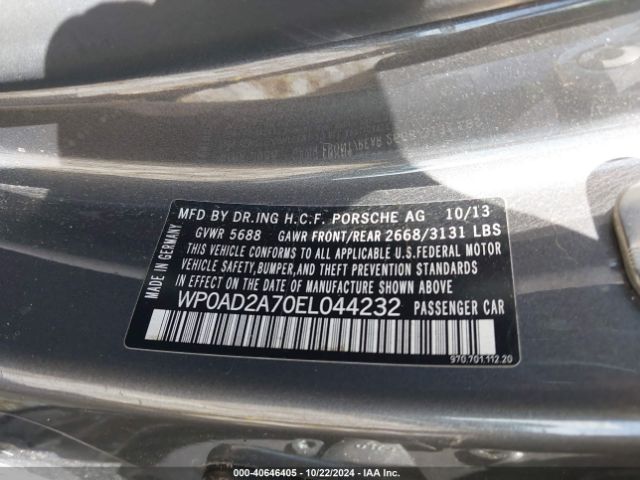 MFD BY DR.ING H.C.F. PORSCHE AG 10/13
GVWR 5688 GAWR FRONT/REAR 2668/3131 LBS
THIS VEHICLE CONFORMS TO ALL APPLICABLE U.S.FEDERAL MOTOR
VEHICLE SAFETY,BUMPER,AND THEFT PREVENTION STANDARDS
IN EFFECT ON THE DATE OF MANUFACTURE SHOWN ABOVE.
WP0AD2A70EL044232 PASSENGER CAR
MADE IN GERMANY
970.701.112.20
© - 40646405 - 10/22/2024 - IAA Inc.